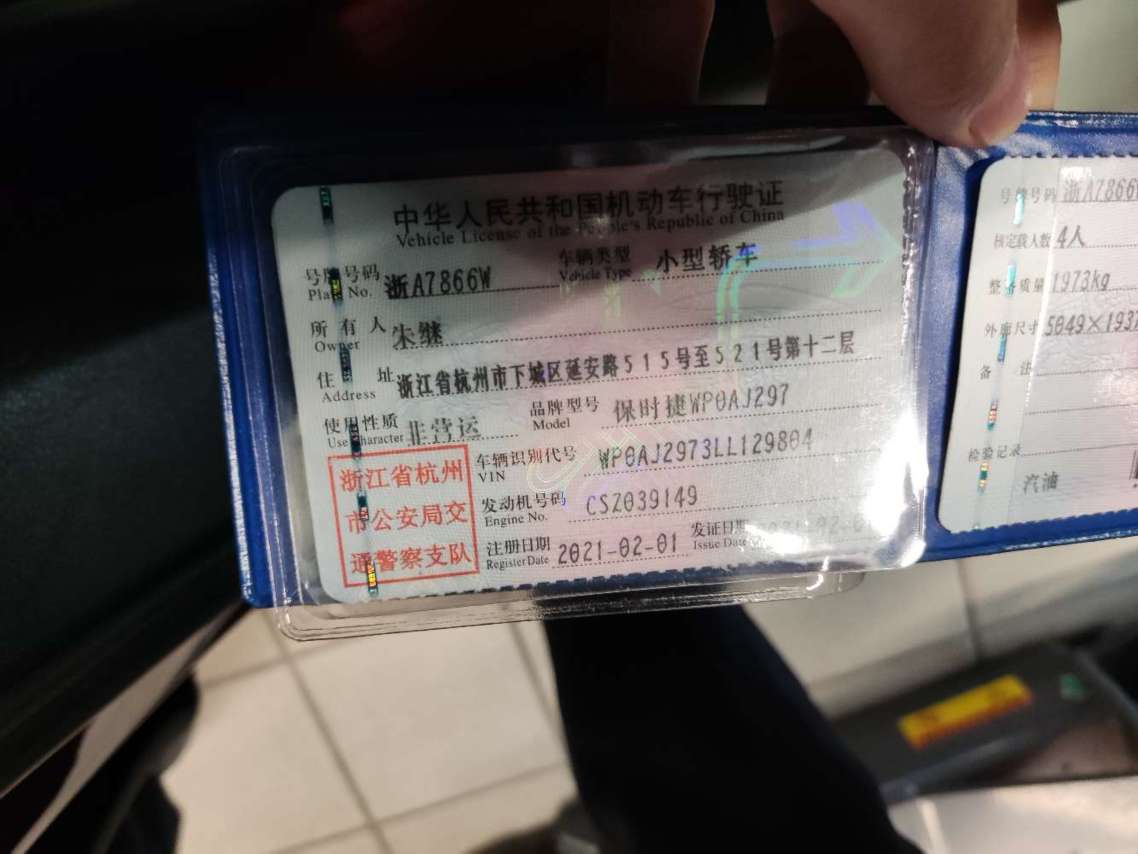 中华人民共和国机动车行驶证
Vehicle License of the People's Republic of China
号牌号码 浙A7866W 车辆类型 小型轿车
Plate No. Vehicle Type
所有人 朱继
Owner
住址 浙江省杭州市下城区延安路515号至521号第十二层
Address
使用性质 非营运 品牌型号 保时捷WP0AJ297
Use Character Model
浙江省杭州
市公安局交
通警察支队
车辆识别代号 WP0AJ2973LL129804
VIN
发动机号码 CSZ039149
Engine No.
注册日期 2021-02-01 发证日期
Register Date Issue Date
号牌号码 浙A7866
核定载人数 4人
整备质量 1973kg
外廓尺寸 5049×1937
备注
检验记录
汽油